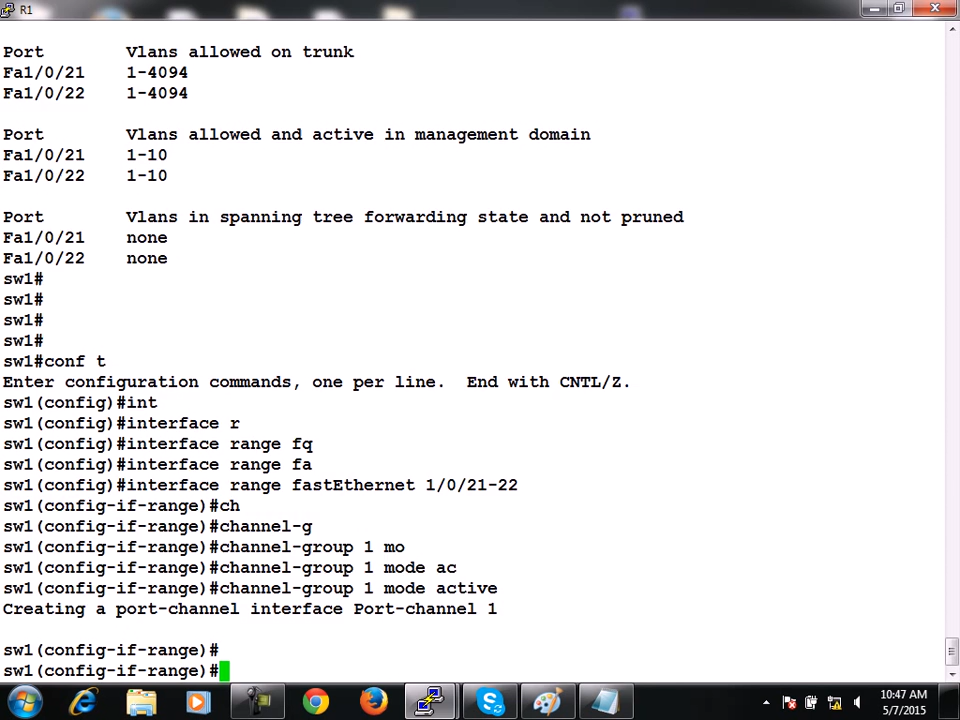 R1
Port        Vlans allowed on trunk
Fa1/0/21    1-4094
Fa1/0/22    1-4094
Port        Vlans allowed and active in management domain
Fa1/0/21    1-10
Fa1/0/22    1-10
Port        Vlans in spanning tree forwarding state and not pruned
Fa1/0/21    none
Fa1/0/22    none
sw1#
sw1#
sw1#
sw1#
sw1#conf t
Enter configuration commands, one per line.  End with CNTL/Z.
sw1(config)#int
sw1(config)#interface r
sw1(config)#interface range fq
sw1(config)#interface range fa
sw1(config)#interface range fastEthernet 1/0/21-22
sw1(config-if-range)#ch
sw1(config-if-range)#channel-g
sw1(config-if-range)#channel-group 1 mo
sw1(config-if-range)#channel-group 1 mode ac
sw1(config-if-range)#channel-group 1 mode active
Creating a port-channel interface Port-channel 1
sw1(config-if-range)#
sw1(config-if-range)#
10:47 AM
5/7/2015